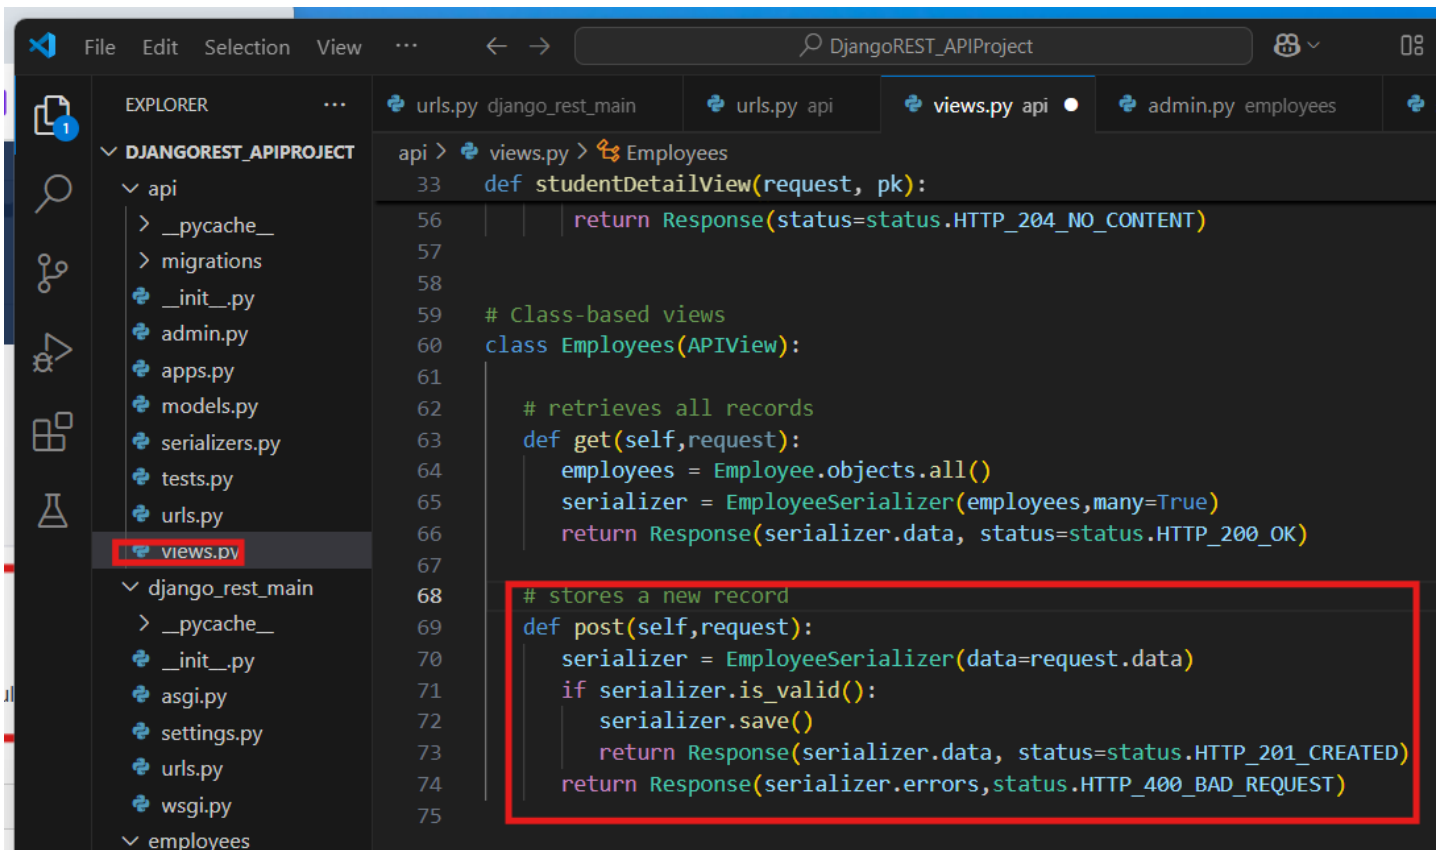 File Edit Selection View ··· DjangoREST_APIProject
EXPLORER ···
urls.py django_rest_main urls.py api views.py api admin.py employees
1
DJANGOREST_APIPROJECT
api > views.py > Employees
api
__pycache__
migrations
__init__.py
admin.py
apps.py
models.py
serializers.py
tests.py
urls.py
views.py
django_rest_main
__pycache__
__init__.py
asgi.py
settings.py
urls.py
wsgi.py
employees
33 def studentDetailView(request, pk):
56 return Response(status=status.HTTP_204_NO_CONTENT)
57
58
59 # Class-based views
60 class Employees(APIView):
61
62 # retrieves all records
63 def get(self,request):
64 employees = Employee.objects.all()
65 serializer = EmployeeSerializer(employees,many=True)
66 return Response(serializer.data, status=status.HTTP_200_OK)
67
68 # stores a new record
69 def post(self,request):
70 serializer = EmployeeSerializer(data=request.data)
71 if serializer.is_valid():
72 serializer.save()
73 return Response(serializer.data, status=status.HTTP_201_CREATED)
74 return Response(serializer.errors,status.HTTP_400_BAD_REQUEST)
75